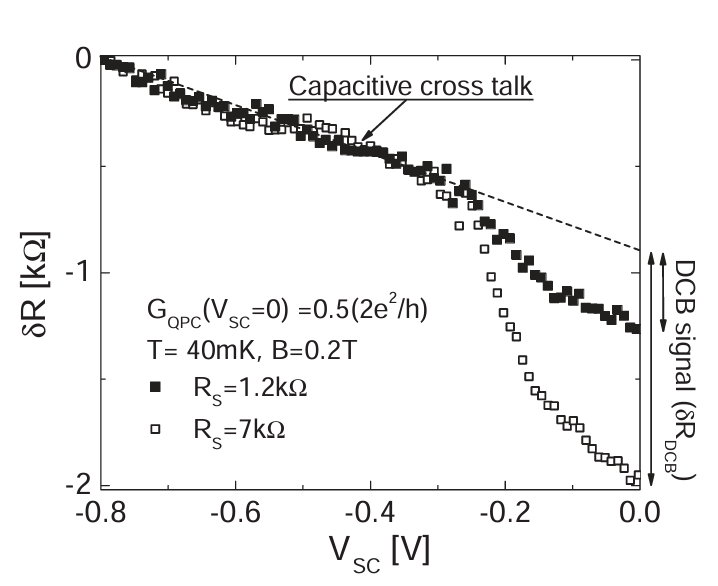 0
-1
-2
δR [kΩ]
Capacitive cross talk
G_QPC(V_SC=0) =0.5(2e²/h)
T= 40mK, B=0.2T
R_S=1.2kΩ
R_S=7kΩ
DCB signal (δR_DCB)
-0.8 -0.6 -0.4 -0.2 0.0
V_SC [V]